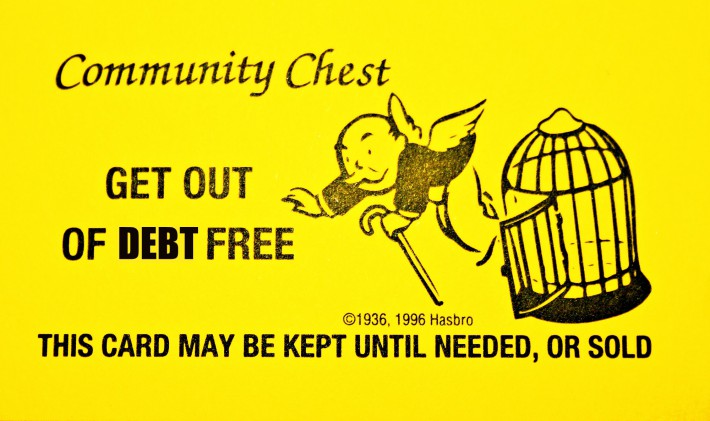 Community Chest
GET OUT
OF DEBT FREE
©1936, 1996 Hasbro
THIS CARD MAY BE KEPT UNTIL NEEDED, OR SOLD